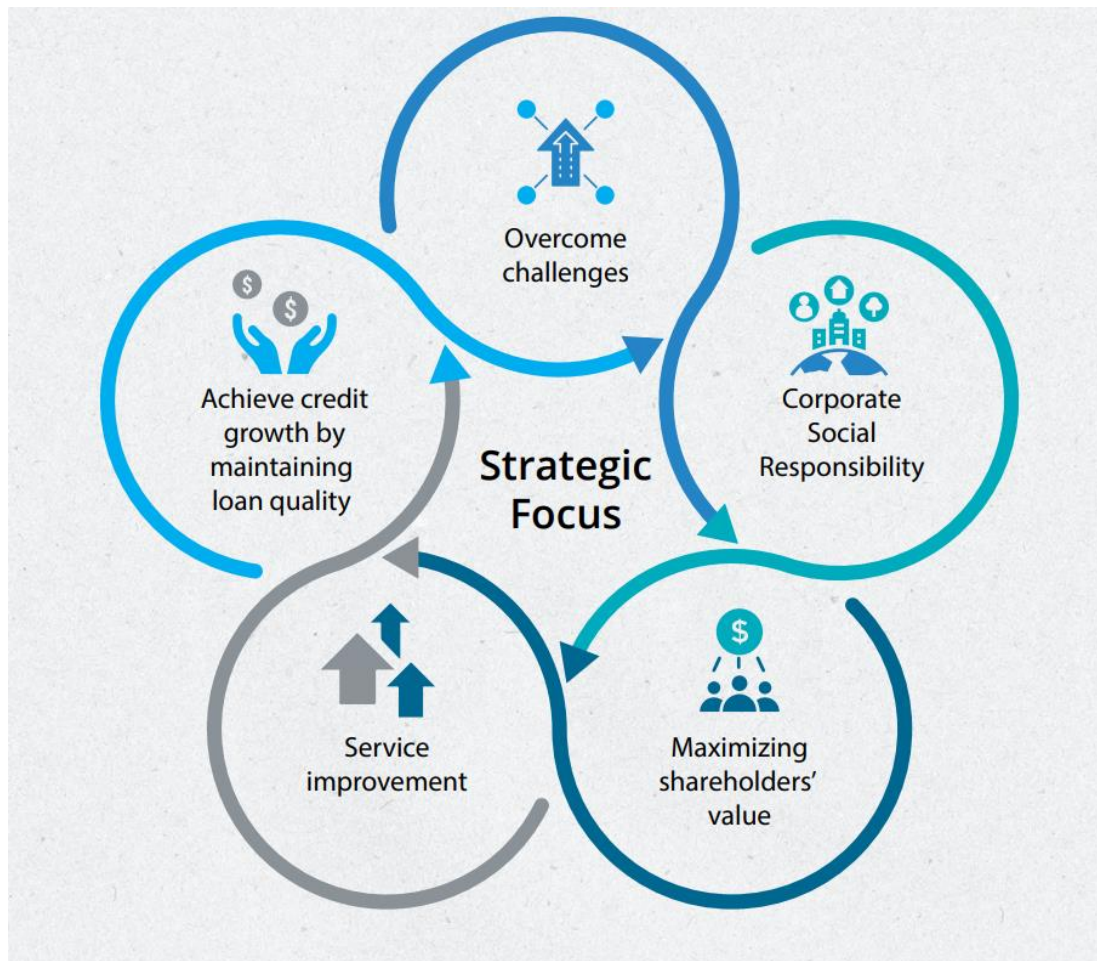 Overcome
challenges
Corporate
Social
Responsibility
Maximizing
shareholders’
value
Service
improvement
Achieve credit
growth by
maintaining
loan quality
Strategic
Focus
$
$
$